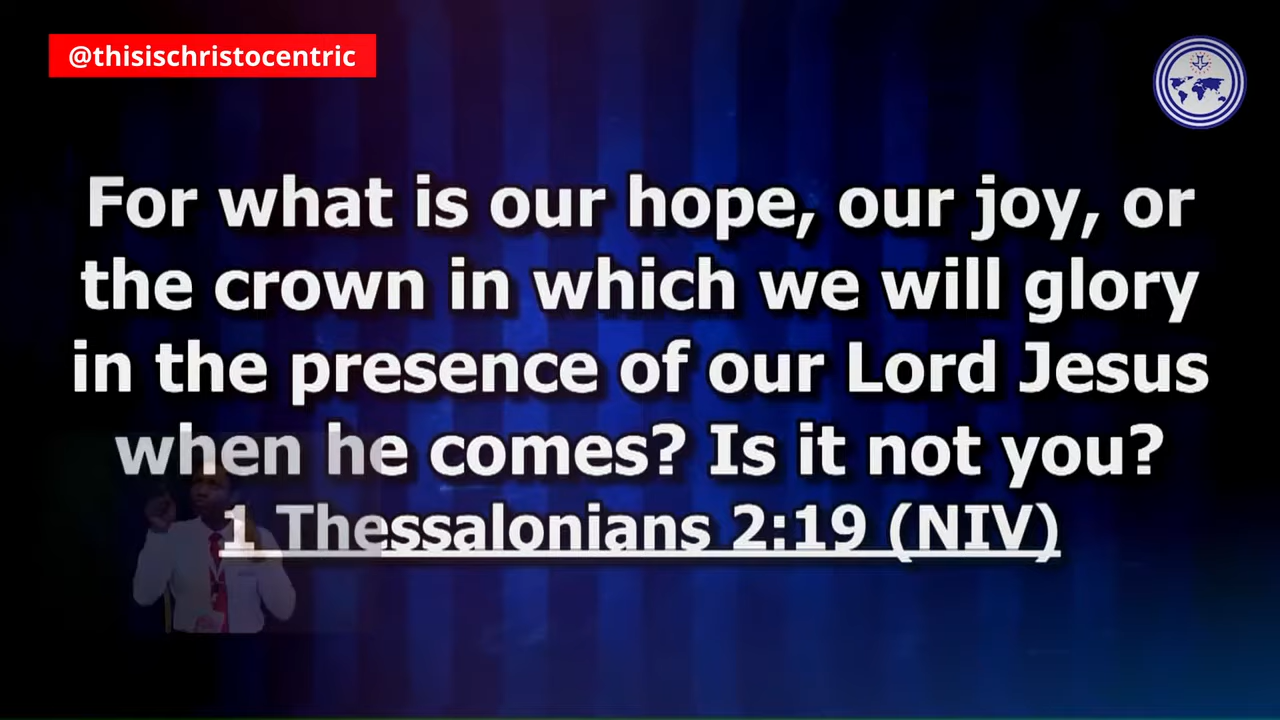 @thisischristocentric
For what is our hope, our joy, or
the crown in which we will glory
in the presence of our Lord Jesus
when he comes? Is it not you?
1 Thessalonians 2:19 (NIV)